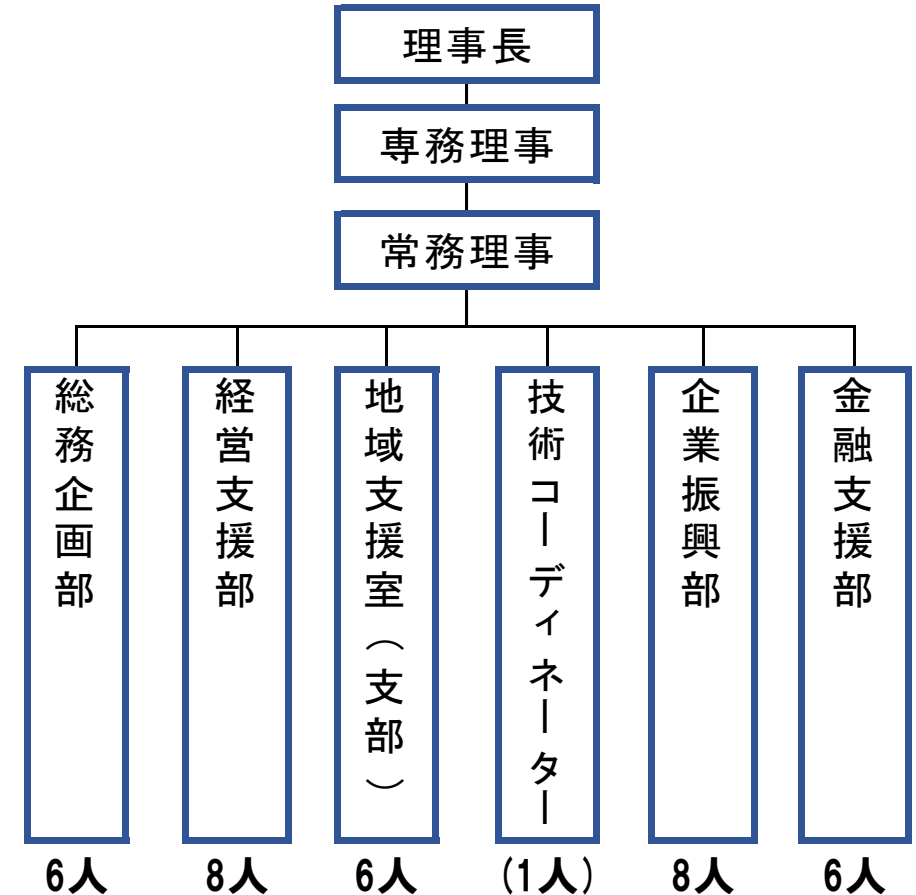 理事長
専務理事
常務理事
総務企画部
経営支援部
地域支援室（支部）
技術コーディネーター
企業振興部
金融支援部
6人
8人
6人
(1人)
8人
6人